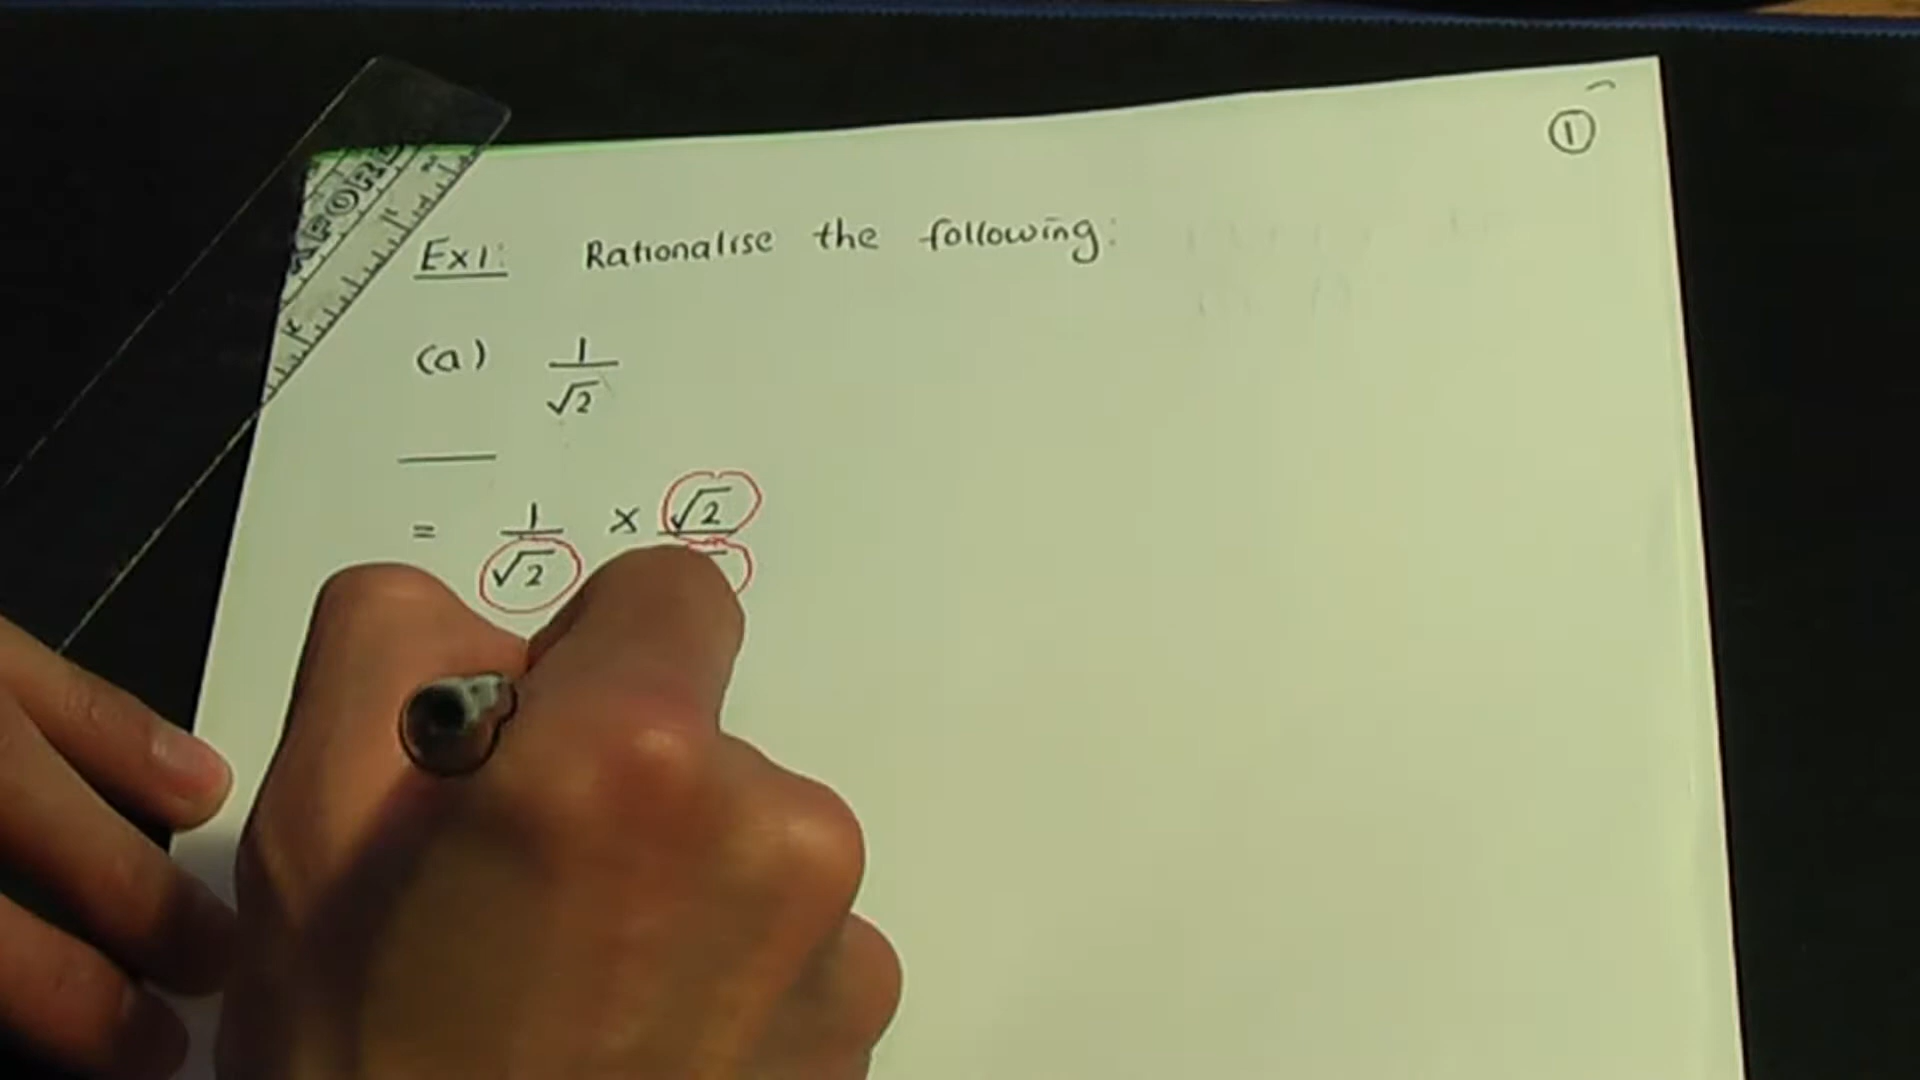 ①
Ex1: Rationalise the following:
(a) 1/√2
= 1/√2 × √2